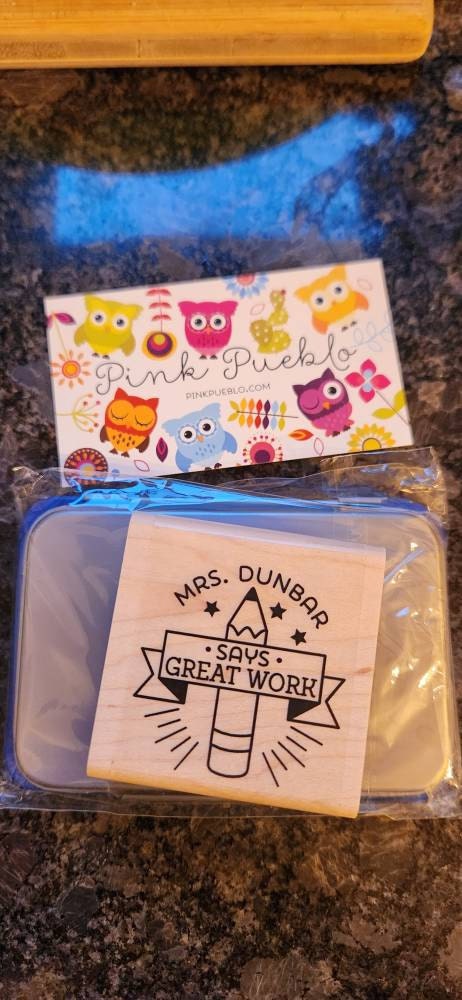 Pink Pueblo
PINKPUEBLO.COM
MRS. DUNBAR
• SAYS •
GREAT WORK